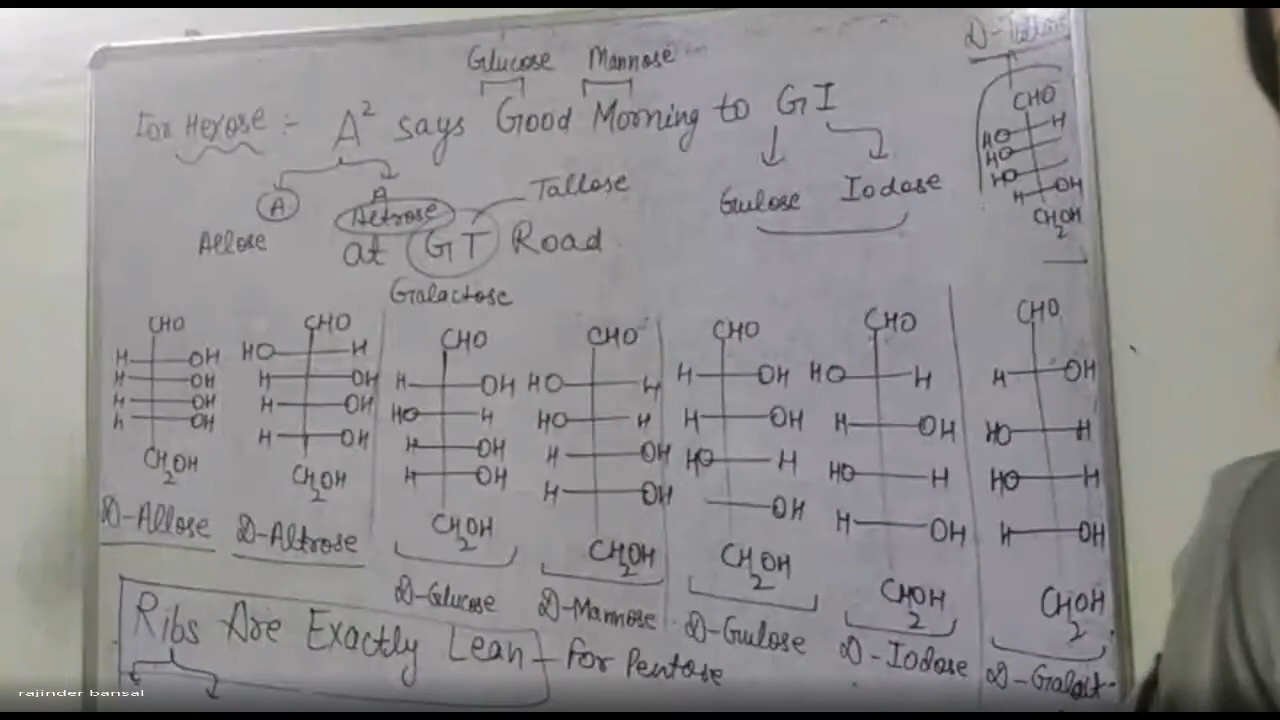 Glucose Mannose
For Hexose :- A² says Good Morning to GI
A A Tallose
Allose Altrose Gulose Iodose
at GT Road
Galactose
D-
CHO
HO H
HO
HO
H OH
CH2OH
CHO
H OH
H OH
H OH
H OH
CH2OH
D-Allose
CHO
HO H
H OH
H OH
H OH
CH2OH
D-Altrose
CHO
H OH
HO H
H OH
H OH
CH2OH
D-Glucose
CHO
HO H
HO H
H OH
H OH
CH2OH
D-Mannose
CHO
H OH
H OH
HO H
OH
CH2OH
D-Gulose
CHO
HO H
H OH
HO H
H OH
CH2OH
D-Iodose
CHO
H OH
HO H
HO H
H OH
CH2OH
D-Galact-
Ribs Are Exactly Lean - for Pentose
rajinder bansal